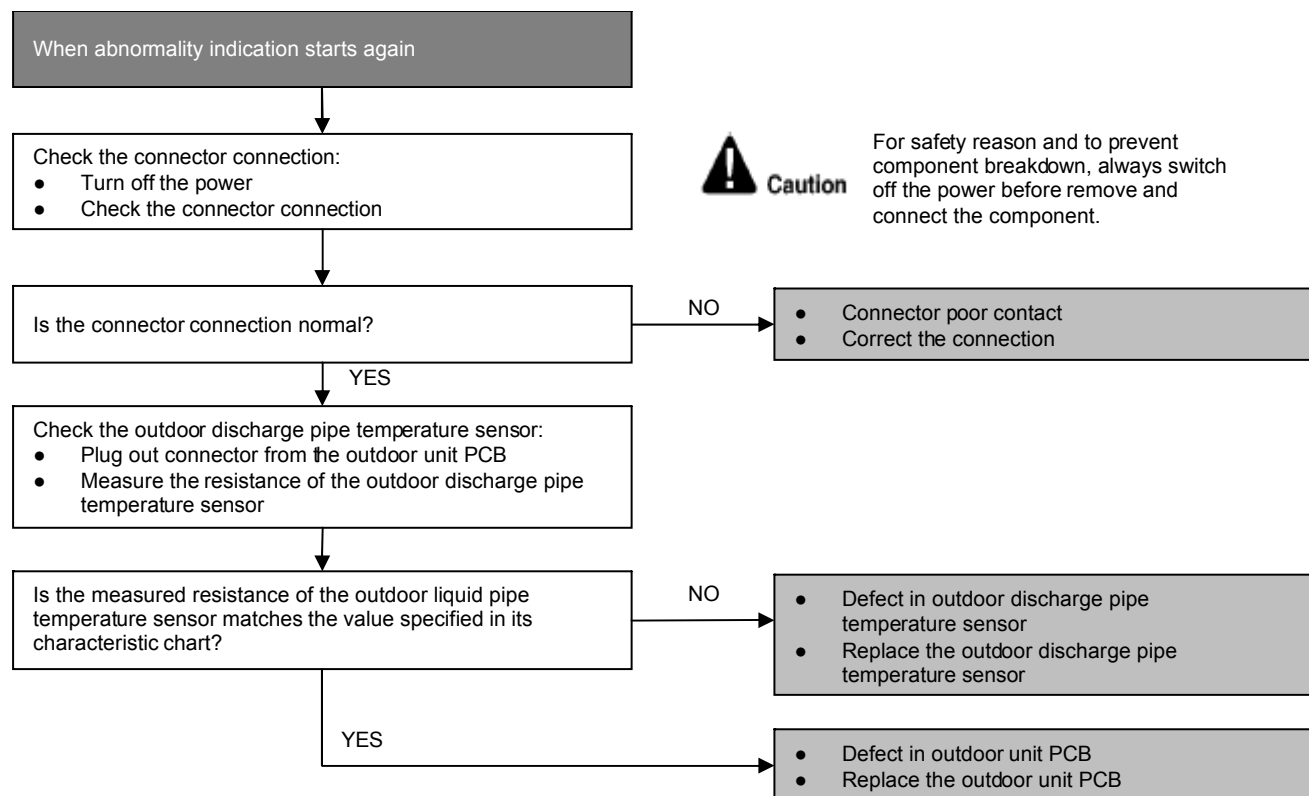 When abnormality indication starts again
Check the connector connection:
● Turn off the power
● Check the connector connection
Caution
For safety reason and to prevent
component breakdown, always switch
off the power before remove and
connect the component.
Is the connector connection normal?
NO
● Connector poor contact
● Correct the connection
YES
Check the outdoor discharge pipe temperature sensor:
● Plug out connector from the outdoor unit PCB
● Measure the resistance of the outdoor discharge pipe
temperature sensor
Is the measured resistance of the outdoor liquid pipe
temperature sensor matches the value specified in its
characteristic chart?
NO
● Defect in outdoor discharge pipe
temperature sensor
● Replace the outdoor discharge pipe
temperature sensor
YES
● Defect in outdoor unit PCB
● Replace the outdoor unit PCB